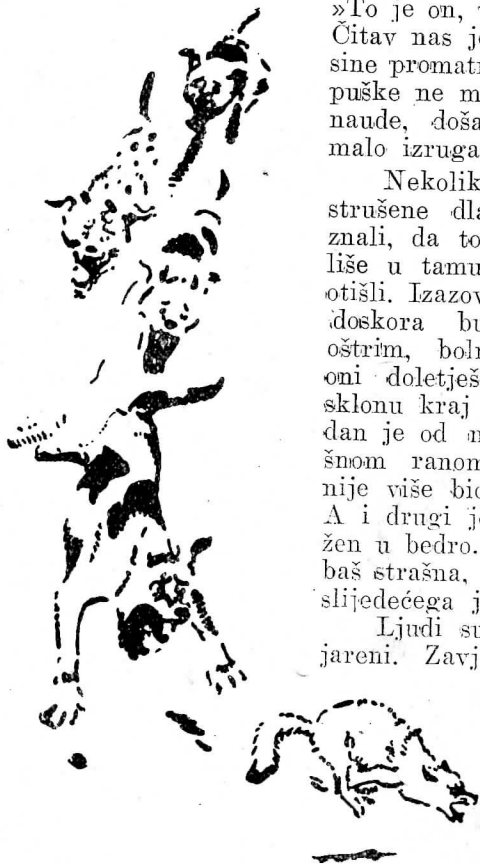 »To je on,
Čitav nas je
sine promatr
puške ne m
naude, doša
malo izruga
Nekolik
strušene dla
znali, da to
liše u tamu
otišli. Izazov
doskora bu
oštrim, boln
oni doletješ
sklonu kraj
dan je od n
šnom ranom
nije više bio
A i drugi je
žen u bedro.
baš strašna,
slijedećega j
Ljudi su
jareni. Zavj